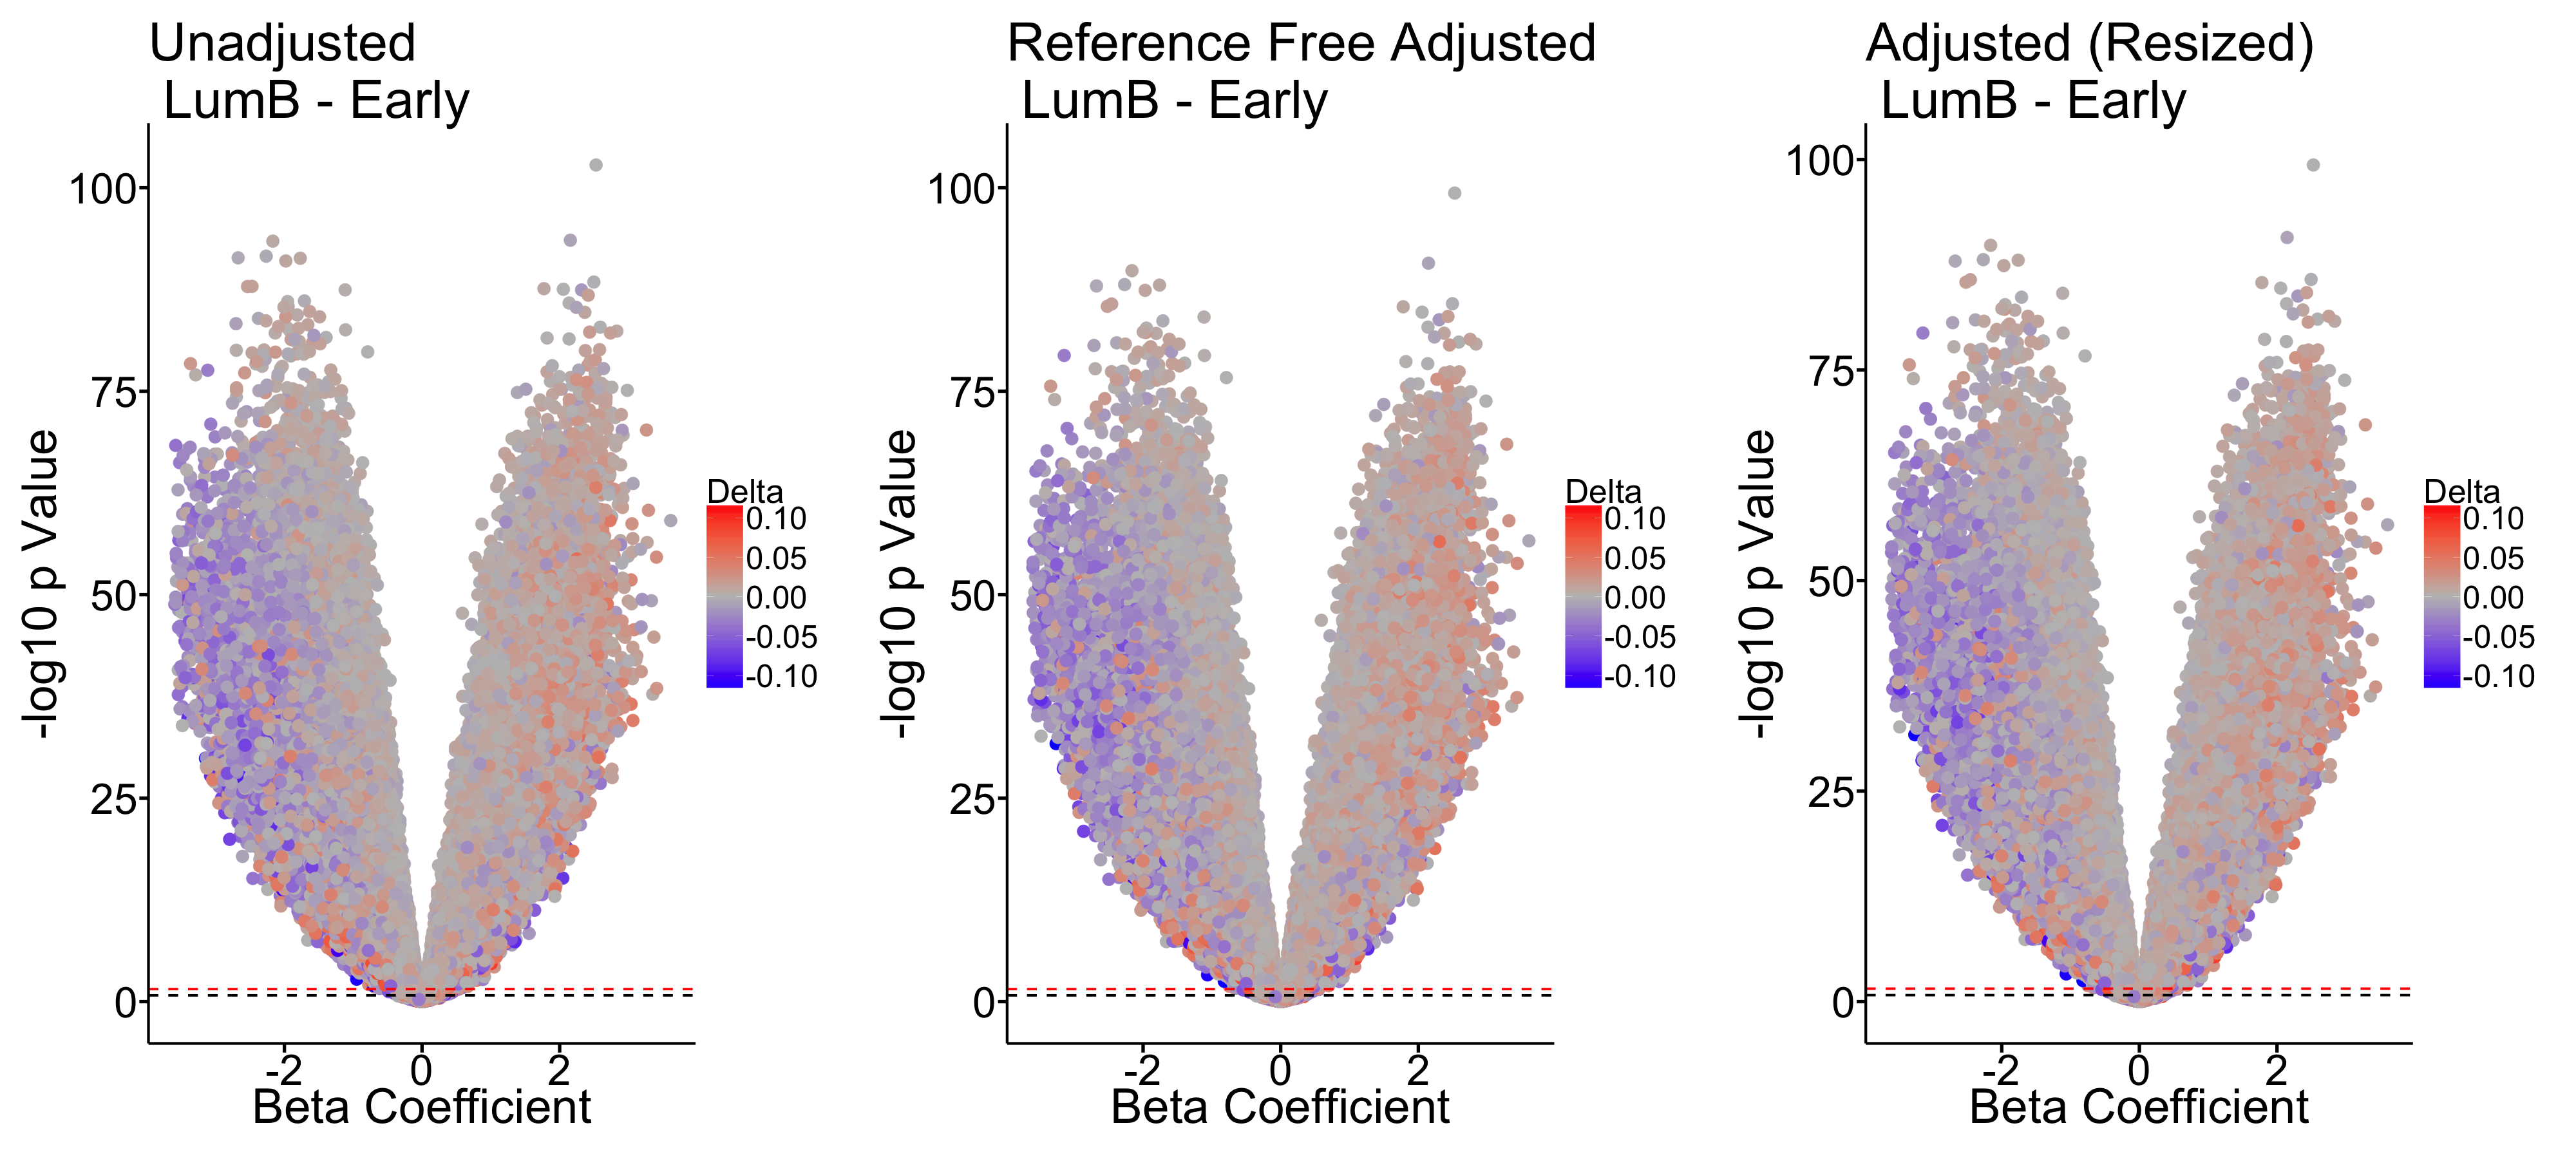 Unadjusted
LumB - Early
-log10 p Value
100
75
50
25
0
-2 0 2
Beta Coefficient
Delta
0.10
0.05
0.00
-0.05
-0.10
Reference Free Adjusted
LumB - Early
-log10 p Value
100
75
50
25
0
-2 0 2
Beta Coefficient
Delta
0.10
0.05
0.00
-0.05
-0.10
Adjusted (Resized)
LumB - Early
-log10 p Value
100
75
50
25
0
-2 0 2
Beta Coefficient
Delta
0.10
0.05
0.00
-0.05
-0.10